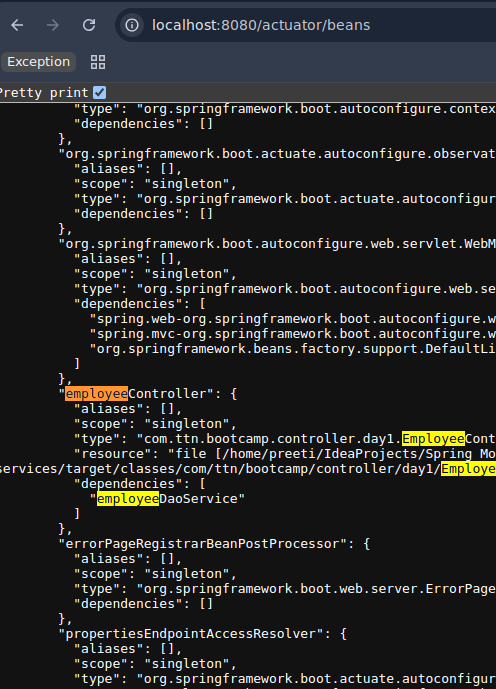 localhost:8080/actuator/beans
Exception
Pretty print
"type": "org.springframework.boot.autoconfigure.contex
"dependencies": []
},
"org.springframework.boot.actuate.autoconfigure.observat
"aliases": [],
"scope": "singleton",
"type": "org.springframework.boot.actuate.autoconfigur
"dependencies": []
},
"org.springframework.boot.autoconfigure.web.servlet.WebM
"aliases": [],
"scope": "singleton",
"type": "org.springframework.boot.autoconfigure.web.se
"dependencies": [
"spring.web-org.springframework.boot.autoconfigure.w
"spring.mvc-org.springframework.boot.autoconfigure.w
"org.springframework.beans.factory.support.DefaultLi
]
},
"employeeController": {
"aliases": [],
"scope": "singleton",
"type": "com.ttn.bootcamp.controller.day1.EmployeeCont
"resource": "file [/home/preeti/IdeaProjects/Spring Mo
services/target/classes/com/ttn/bootcamp/controller/day1/Employe
"dependencies": [
"employeeDaoService"
]
},
"errorPageRegistrarBeanPostProcessor": {
"aliases": [],
"scope": "singleton",
"type": "org.springframework.boot.web.server.ErrorPage
"dependencies": []
},
"propertiesEndpointAccessResolver": {
"aliases": [],
"scope": "singleton",
"type": "org.springframework.boot.actuate.autoconfigur